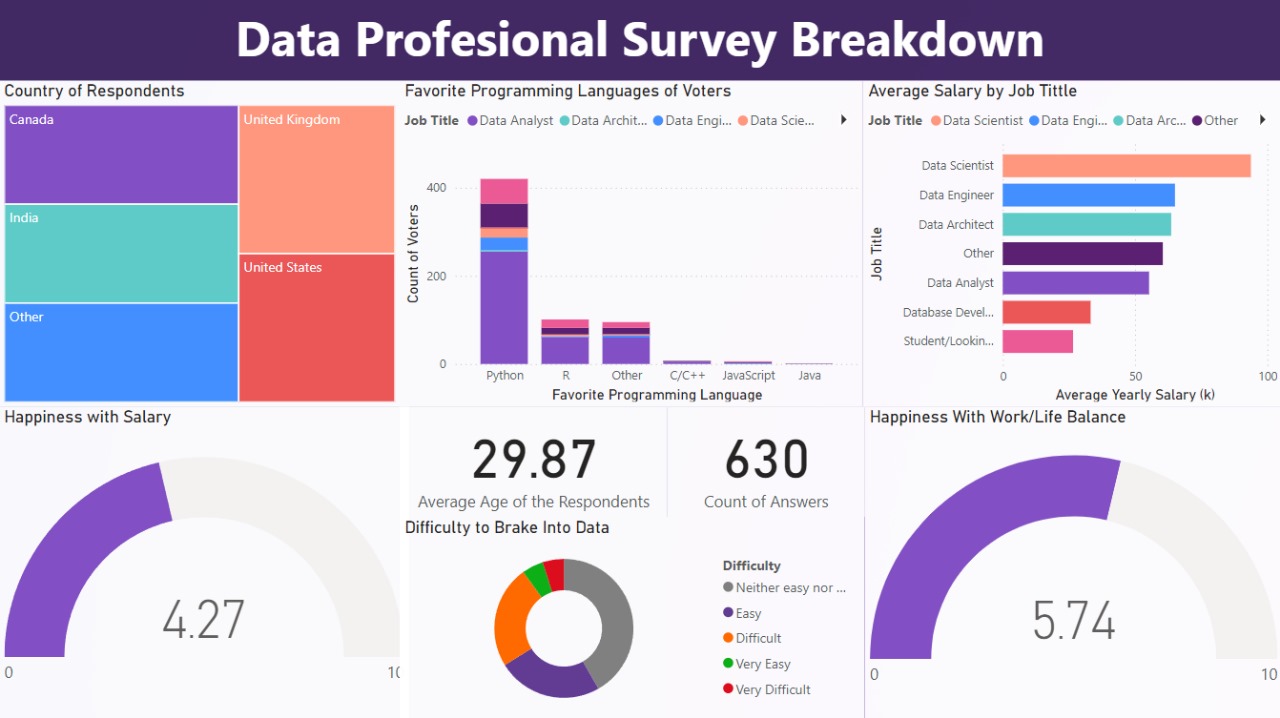 Data Profesional Survey Breakdown
Country of Respondents
Canada
United Kingdom
India
United States
Other
Favorite Programming Languages of Voters
Job Title Data Analyst Data Archit... Data Engi... Data Scie...
Count of Voters
400
200
0
Python R Other C/C++ JavaScript Java
Favorite Programming Language
Average Salary by Job Tittle
Job Title Data Scientist Data Engi... Data Arc... Other
Job Title
Data Scientist
Data Engineer
Data Architect
Other
Data Analyst
Database Devel...
Student/Lookin...
0 50 100
Average Yearly Salary (k)
Happiness with Salary
4.27
0 10
29.87
Average Age of the Respondents
630
Count of Answers
Difficulty to Brake Into Data
Difficulty
Neither easy nor ...
Easy
Difficult
Very Easy
Very Difficult
Happiness With Work/Life Balance
5.74
0 10